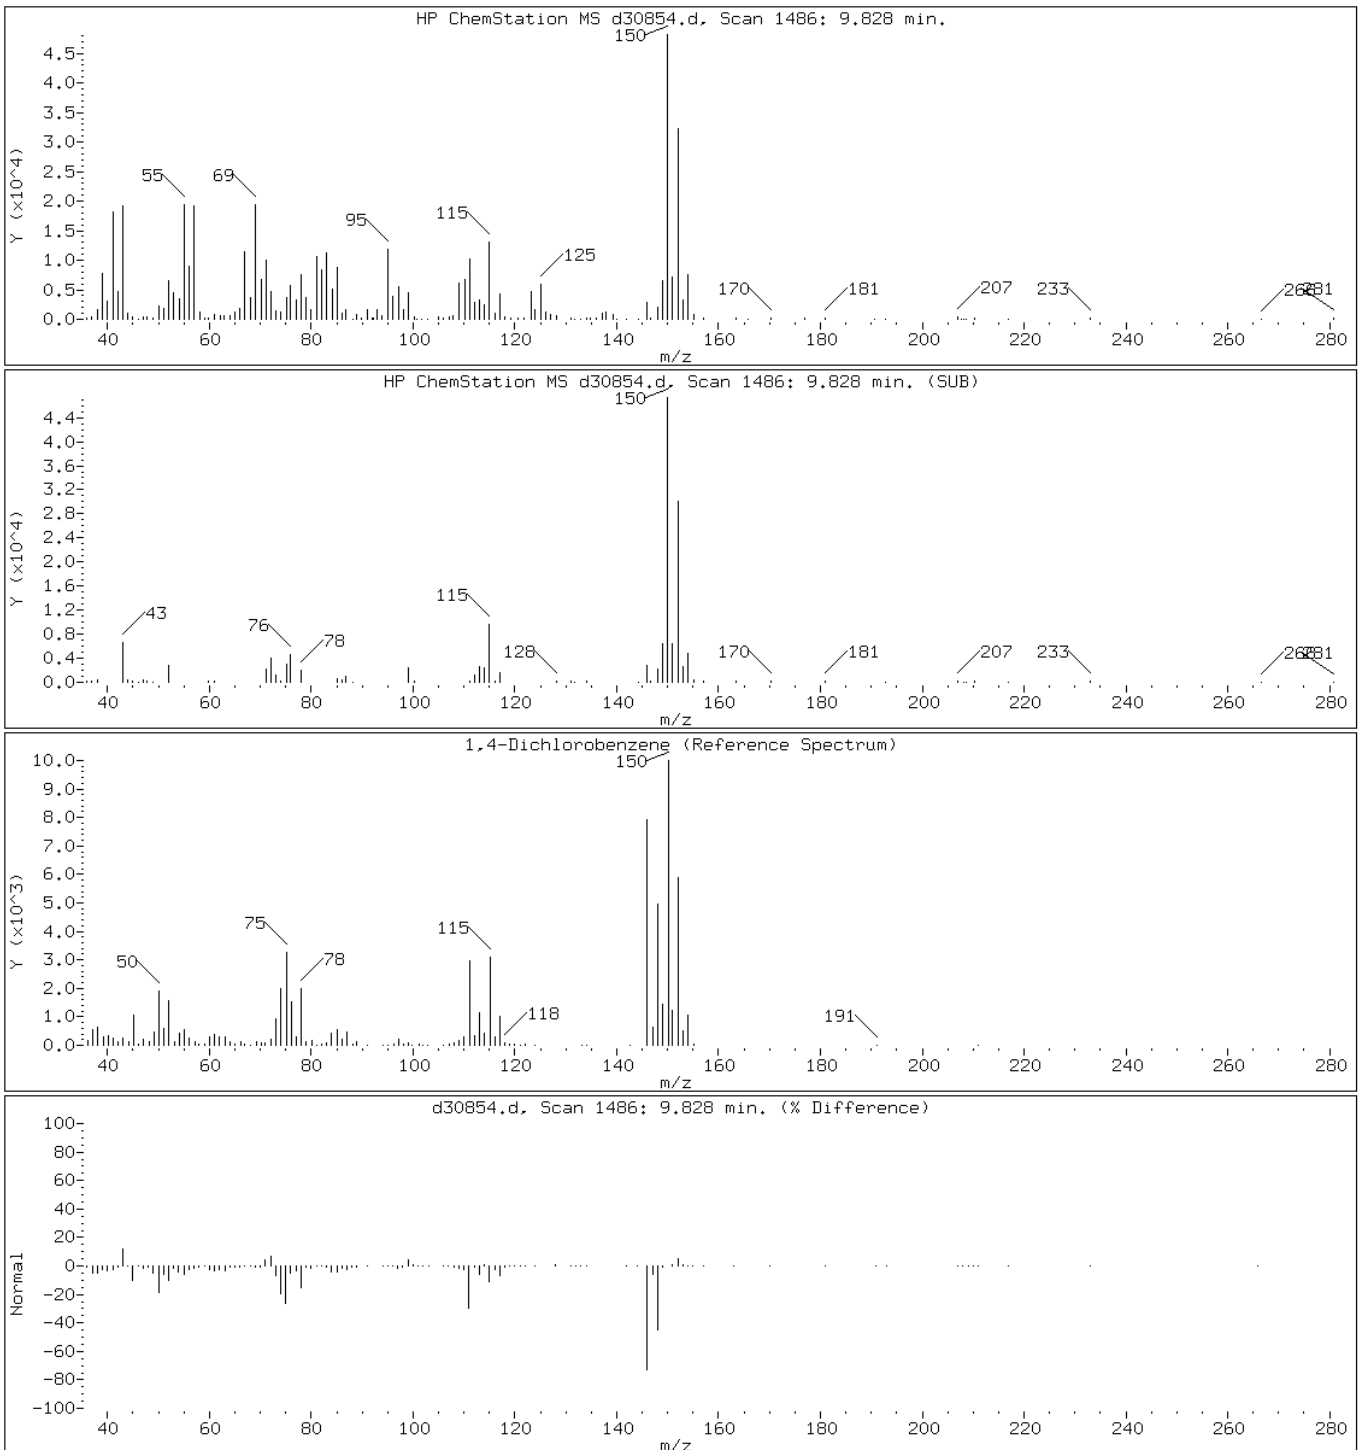 HP ChemStation MS d30854.d, Scan 1486: 9.828 min.
150
4.5-
4.0-
3.5-
3.0-
2.5-
55 69
2.0-
95 115
1.5-
125
1.0-
170 181 207 233 281
0.5-
0.0-
Y (x10^4)
40 60 80 100 120 140 160 180 200 220 240 260 280
m/z
HP ChemStation MS d30854.d, Scan 1486: 9.828 min. (SUB)
150
4.4-
4.0-
3.6-
3.2-
2.8-
2.4-
2.0-
1.6-
115
1.2-
43 76 78
0.8-
128 170 181 207 233 281
0.4-
0.0-
Y (x10^4)
40 60 80 100 120 140 160 180 200 220 240 260 280
m/z
1,4-Dichlorobenzene (Reference Spectrum)
150
10.0-
9.0-
8.0-
7.0-
6.0-
5.0-
75 115
4.0-
50 78
3.0-
2.0-
118 191
1.0-
0.0-
Y (x10^3)
40 60 80 100 120 140 160 180 200 220 240 260 280
m/z
d30854.d, Scan 1486: 9.828 min. (% Difference)
100-
80-
60-
40-
20-
0-
-20-
-40-
-60-
-80-
-100-
Normal
40 60 80 100 120 140 160 180 200 220 240 260 280
m/z